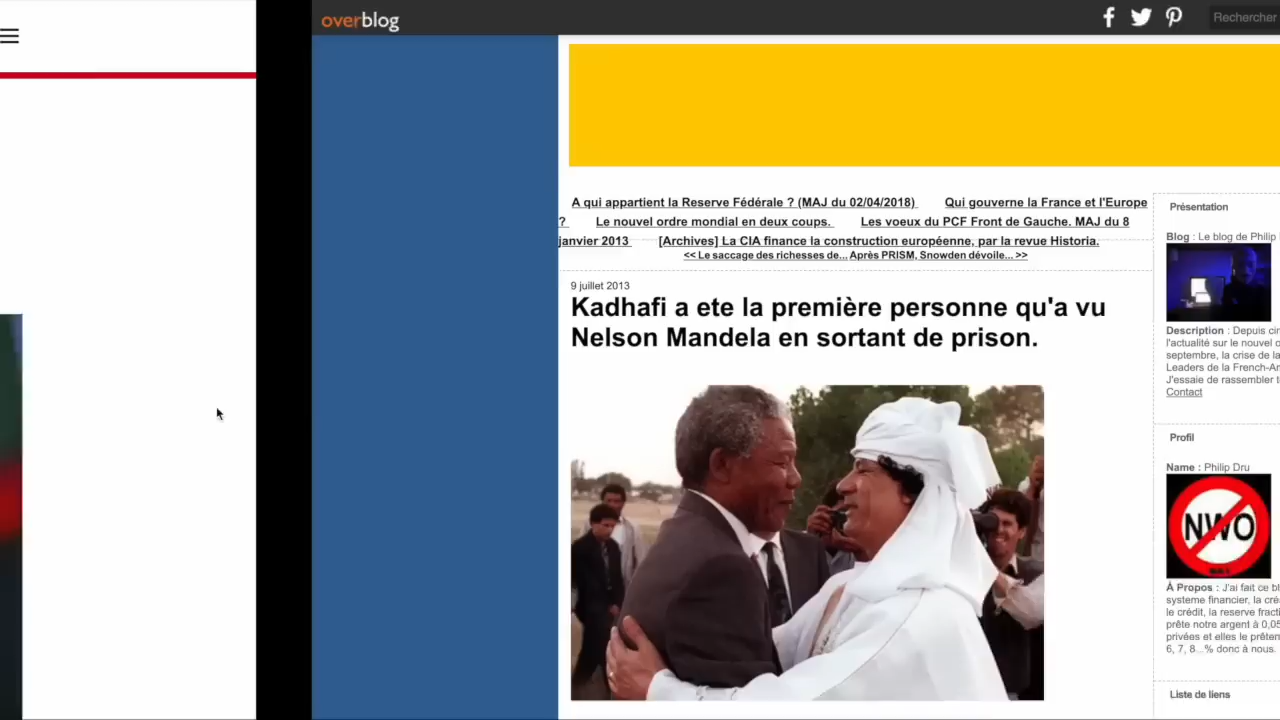 overblog
Rechercher
A qui appartient la Reserve Fédérale ? (MAJ du 02/04/2018) Qui gouverne la France et l'Europe
? Le nouvel ordre mondial en deux coups. Les voeux du PCF Front de Gauche. MAJ du 8
janvier 2013 [Archives] La CIA finance la construction européenne, par la revue Historia.
<< Le saccage des richesses de... Après PRISM, Snowden dévoile... >>
9 juillet 2013
Kadhafi a ete la première personne qu'a vu
Nelson Mandela en sortant de prison.
Présentation
Blog : Le blog de Philip
Description : Depuis
l'actualité sur le nouvel
septembre, la crise de la
Leaders de la
J'essaie de rassembler
Contact
Profil
Name : Philip Dru
NWO
À Propos : J'ai fait ce
systeme financier, la
le crédit, la reserve
prête notre argent à
privées et elles le
6, 7, 8...% donc à nous.
Liste de liens